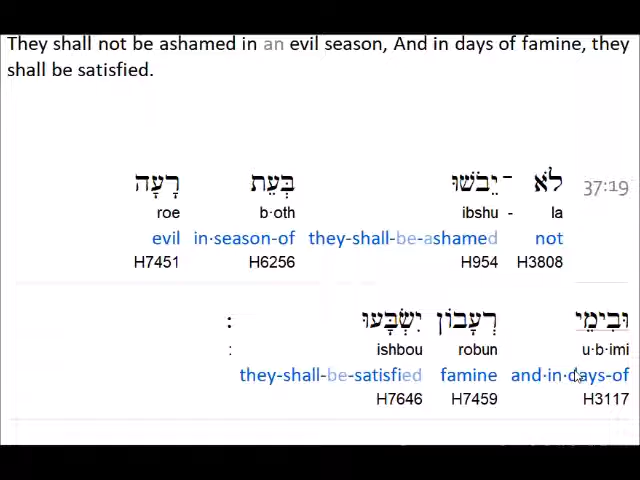 They shall not be ashamed in an evil season, And in days of famine, they
shall be satisfied.
37:19 לֹא ־ יֵבֹשׁוּ בְּעֵת רָעָה
roe b·oth ibshu - la
evil in·season-of they-shall-be-ashamed not
H7451 H6256 H954 H3808
וּבִימֵי רְעָבוֹן יִשְׂבָּעוּ :
: ishbou robun u·b·imi
they-shall-be-satisfied famine and·in·days-of
H7646 H7459 H3117